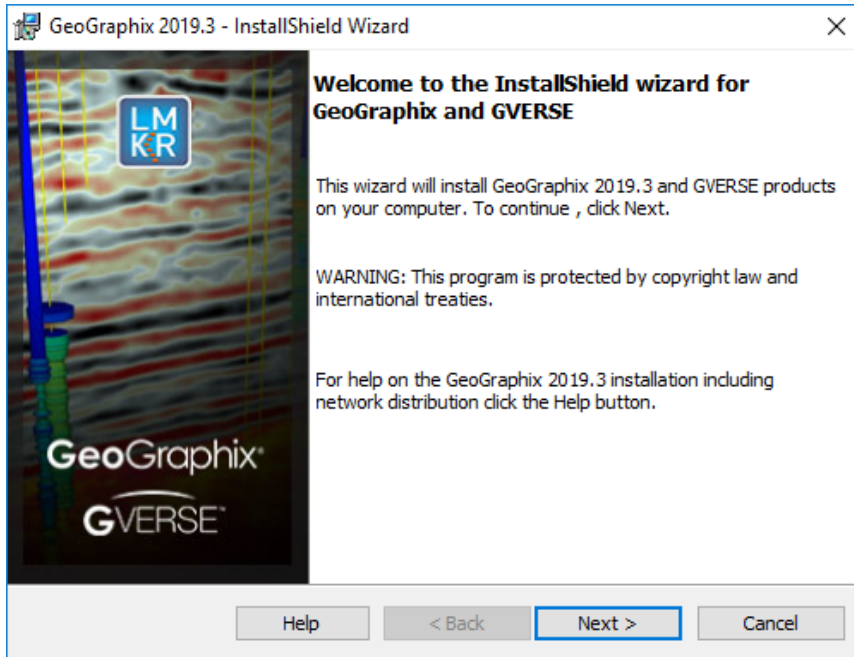 GeoGraphix 2019.3 - InstallShield Wizard
LMKR
Welcome to the InstallShield wizard for
GeoGraphix and GVERSE
This wizard will install GeoGraphix 2019.3 and GVERSE products
on your computer. To continue , click Next.
WARNING: This program is protected by copyright law and
international treaties.
For help on the GeoGraphix 2019.3 installation including
network distribution click the Help button.
GeoGraphix®
GVERSE™
Help
< Back
Next >
Cancel